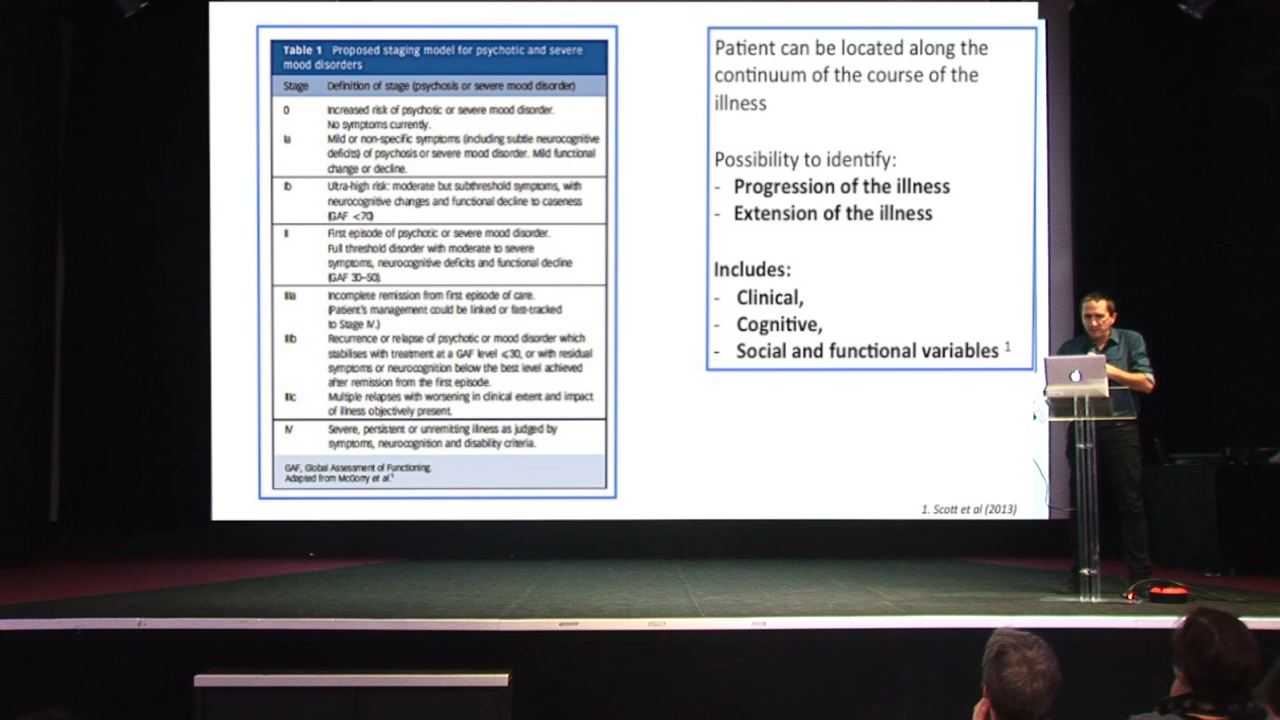 Table 1 Proposed staging model for psychotic and severe
mood disorders
Stage Definition of stage (psychosis or severe mood disorder)
0 Increased risk of psychotic or severe mood disorder.
No symptoms currently.
Ia Mild or non-specific symptoms (including subtle neurocognitive
deficits) of psychosis or severe mood disorder. Mild functional
change or decline.
Ib Ultra-high risk: moderate but subthreshold symptoms, with
neurocognitive changes and functional decline to caseness
(GAF <70)
II First episode of psychotic or severe mood disorder.
Full threshold disorder with moderate to severe
symptoms, neurocognitive deficits and functional decline
(GAF 30–50).
IIIa Incomplete remission from first episode of care.
(Patient's management could be linked or fast-tracked
to Stage IV.)
IIIb Recurrence or relapse of psychotic or mood disorder which
stabilises with treatment at a GAF level ≤30, or with residual
symptoms or neurocognition below the best level achieved
after remission from the first episode.
IIIc Multiple relapses with worsening in clinical extent and impact
of illness objectively present.
IV Severe, persistent or unremitting illness as judged by
symptoms, neurocognition and disability criteria.
GAF, Global Assessment of Functioning.
Adapted from McGorry et al.1
Patient can be located along the
continuum of the course of the
illness
Possibility to identify:
- Progression of the illness
- Extension of the illness
Includes:
- Clinical,
- Cognitive,
- Social and functional variables 1
1. Scott et al (2013)